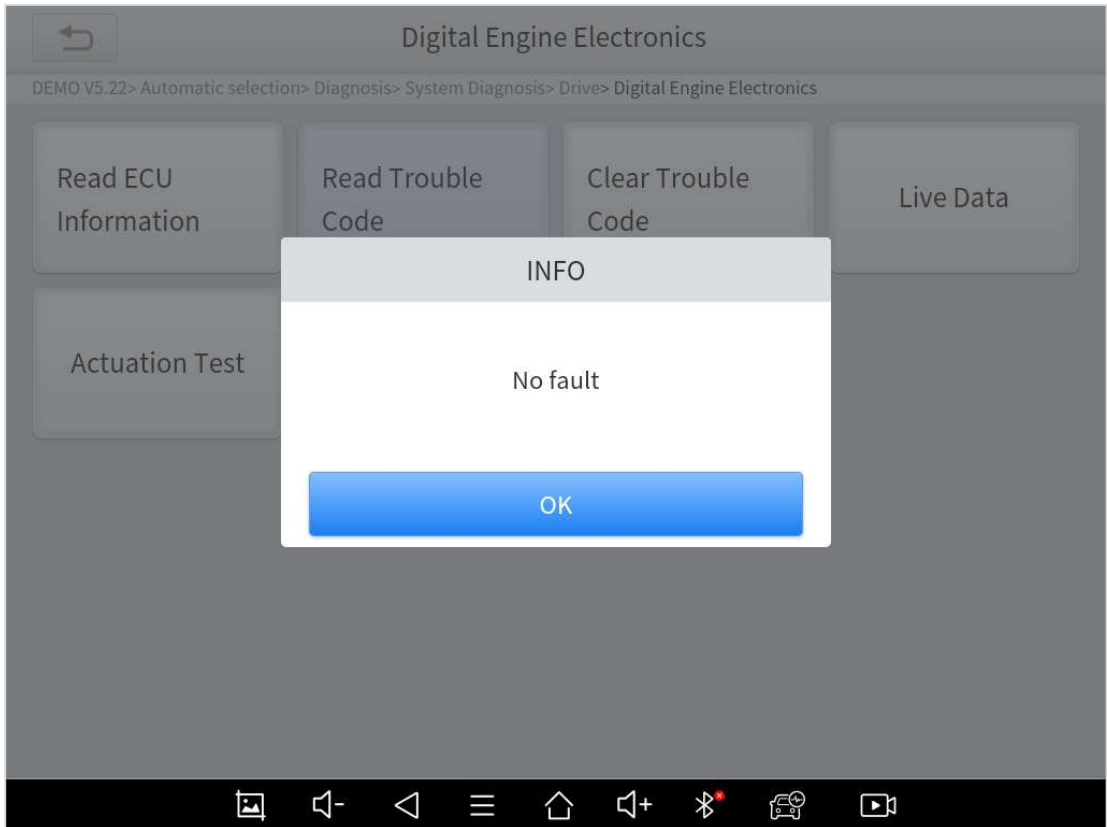 Digital Engine Electronics
DEMO V5.22> Automatic selection> Diagnosis> System Diagnosis> Drive> Digital Engine Electronics
Read ECU
Information
Read Trouble
Code
Clear Trouble
Code
Live Data
INFO
Actuation Test
No fault
OK